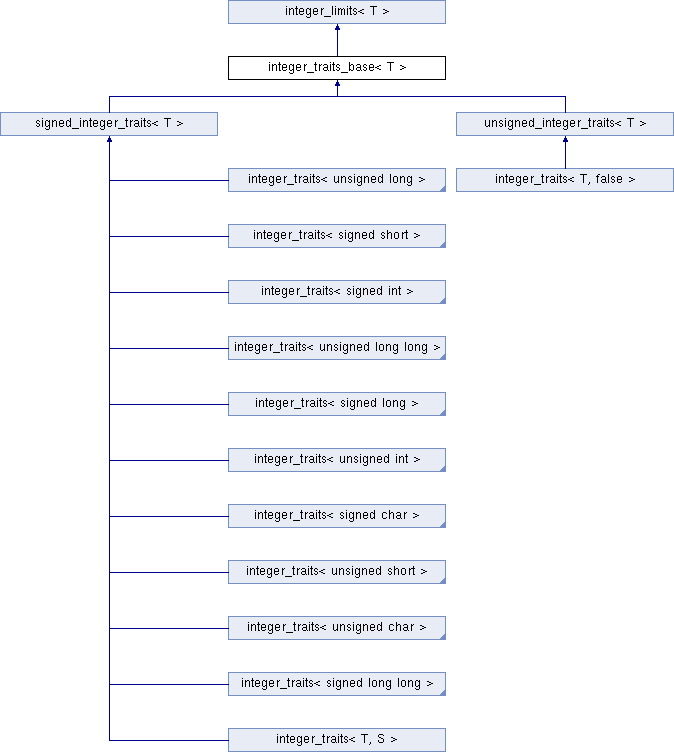 integer_limits< T >
integer_traits_base< T >
signed_integer_traits< T >
unsigned_integer_traits< T >
integer_traits< unsigned long >
integer_traits< T, false >
integer_traits< signed short >
integer_traits< signed int >
integer_traits< unsigned long long >
integer_traits< signed long >
integer_traits< unsigned int >
integer_traits< signed char >
integer_traits< unsigned short >
integer_traits< unsigned char >
integer_traits< signed long long >
integer_traits< T, S >